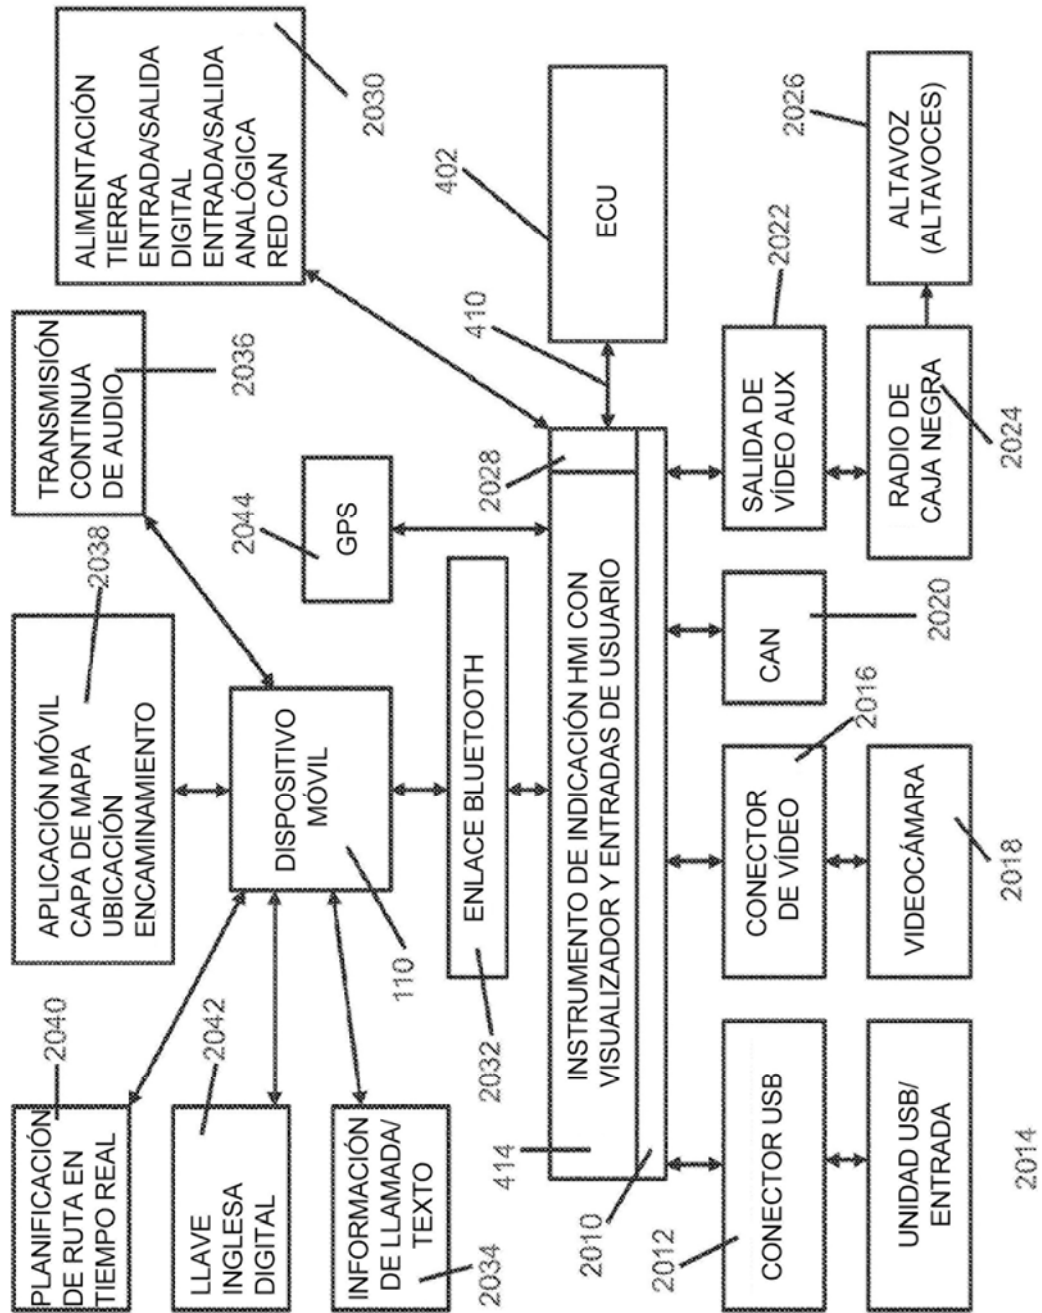 PLANIFICACIÓN
DE RUTA EN
TIEMPO REAL
2040
APLICACIÓN MÓVIL
CAPA DE MAPA
UBICACIÓN
ENCAMINAMIENTO
2038
TRANSMISIÓN
CONTINUA
DE AUDIO
2036
ALIMENTACIÓN
TIERRA
ENTRADA/SALIDA
DIGITAL
ENTRADA/SALIDA
ANALÓGICA
RED CAN
2030
LLAVE
INGLESA
DIGITAL
2042
DISPOSITIVO
MÓVIL
110
2044
GPS
INFORMACIÓN
DE LLAMADA/
TEXTO
2034
2032
ENLACE BLUETOOTH
414
INSTRUMENTO DE INDICACIÓN HMI CON
VISUALIZADOR Y ENTRADAS DE USUARIO
2028
410
402
ECU
2010
2012
CONECTOR USB
CONECTOR
DE VÍDEO
2016
CAN
2020
SALIDA DE
VÍDEO AUX
2022
UNIDAD USB/
ENTRADA
2014
VIDEOCÁMARA
2018
RADIO DE
CAJA NEGRA
2024
ALTAVOZ
(ALTAVOCES)
2026